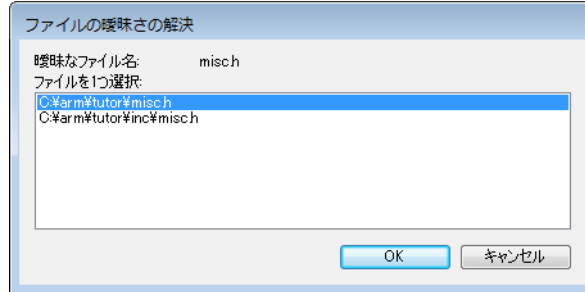 ファイルの曖昧さの解決
曖昧なファイル名: misc.h
ファイルを1つ選択:
C:¥arm¥tutor¥misc.h
C:¥arm¥tutor¥inc¥misc.h
OK キャンセル